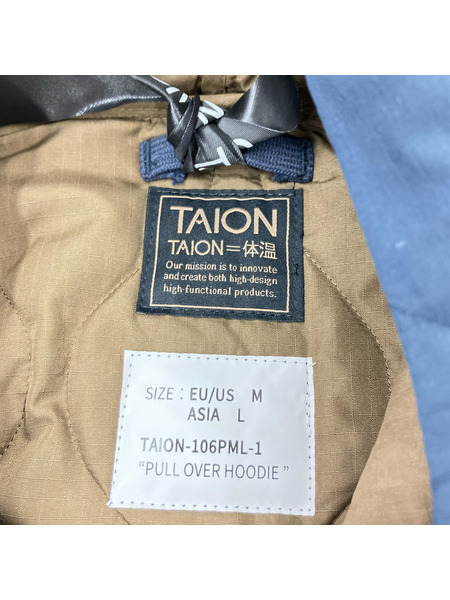 TAION
TAION=体温
Our mission is to innovate
and create both high-design
high-functional products.
SIZE : EU/US M
ASIA L
TAION-106PML-1
“PULL OVER HOODIE”